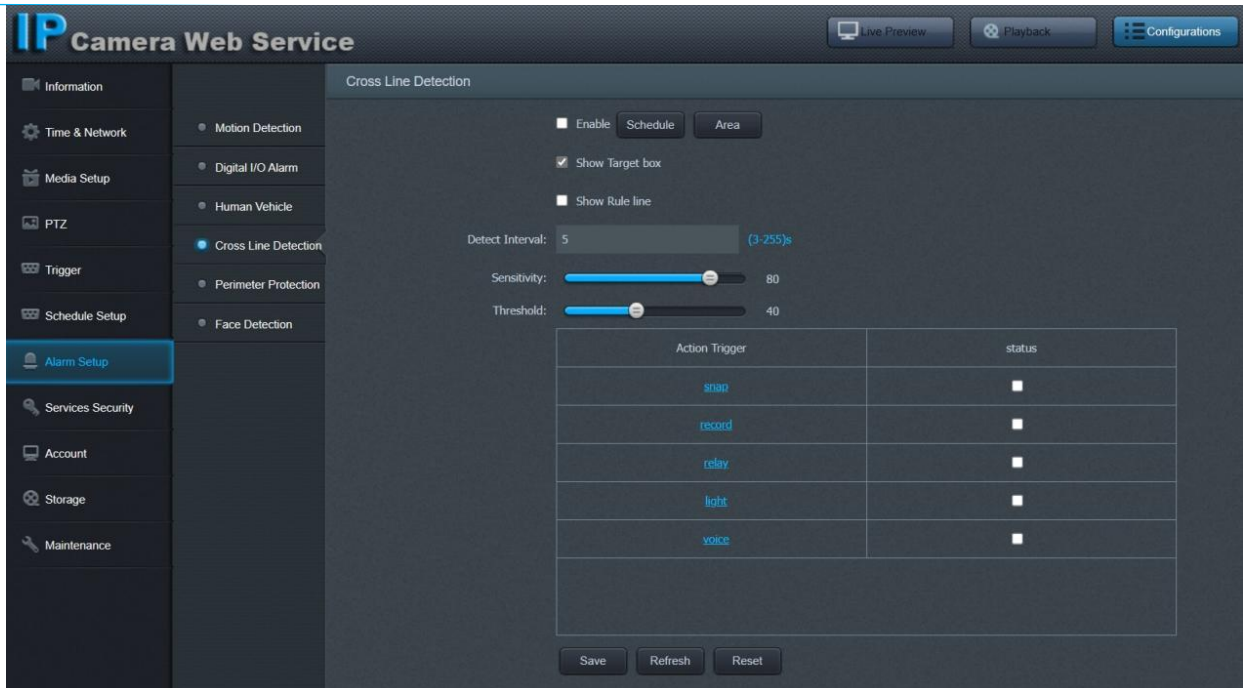 IP Camera Web Service
Live Preview
Playback
Configurations
Information
Time & Network
Media Setup
PTZ
Trigger
Schedule Setup
Alarm Setup
Services Security
Account
Storage
Maintenance
Motion Detection
Digital I/O Alarm
Human Vehicle
Cross Line Detection
Perimeter Protection
Face Detection
Cross Line Detection
Enable Schedule Area
Show Target box
Show Rule line
Detect Interval: 5 (3-255)s
Sensitivity: 80
Threshold: 40
Action Trigger status
snap
record
relay
light
voice
Save Refresh Reset